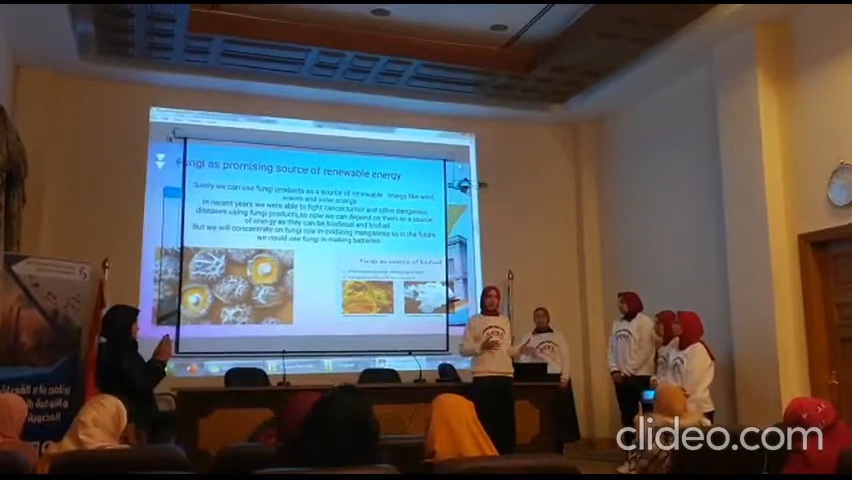 Fungi as promising source of renewable energy
Surely we can use fungi products as a source of renewable energy like wind,
waves and solar energy.
In recent years we were able to fight cancer,tumor and other dangerous
diseases using fungi products,so now we can depend on them as a source
of energy as they can be biodiesel and biofuel
But we will concentrate on fungi role in oxidizing manganese so in the future
we would use fungi in making batteries
Fungi as source of biofuel
برنامج بناء القدرات
clideo.com